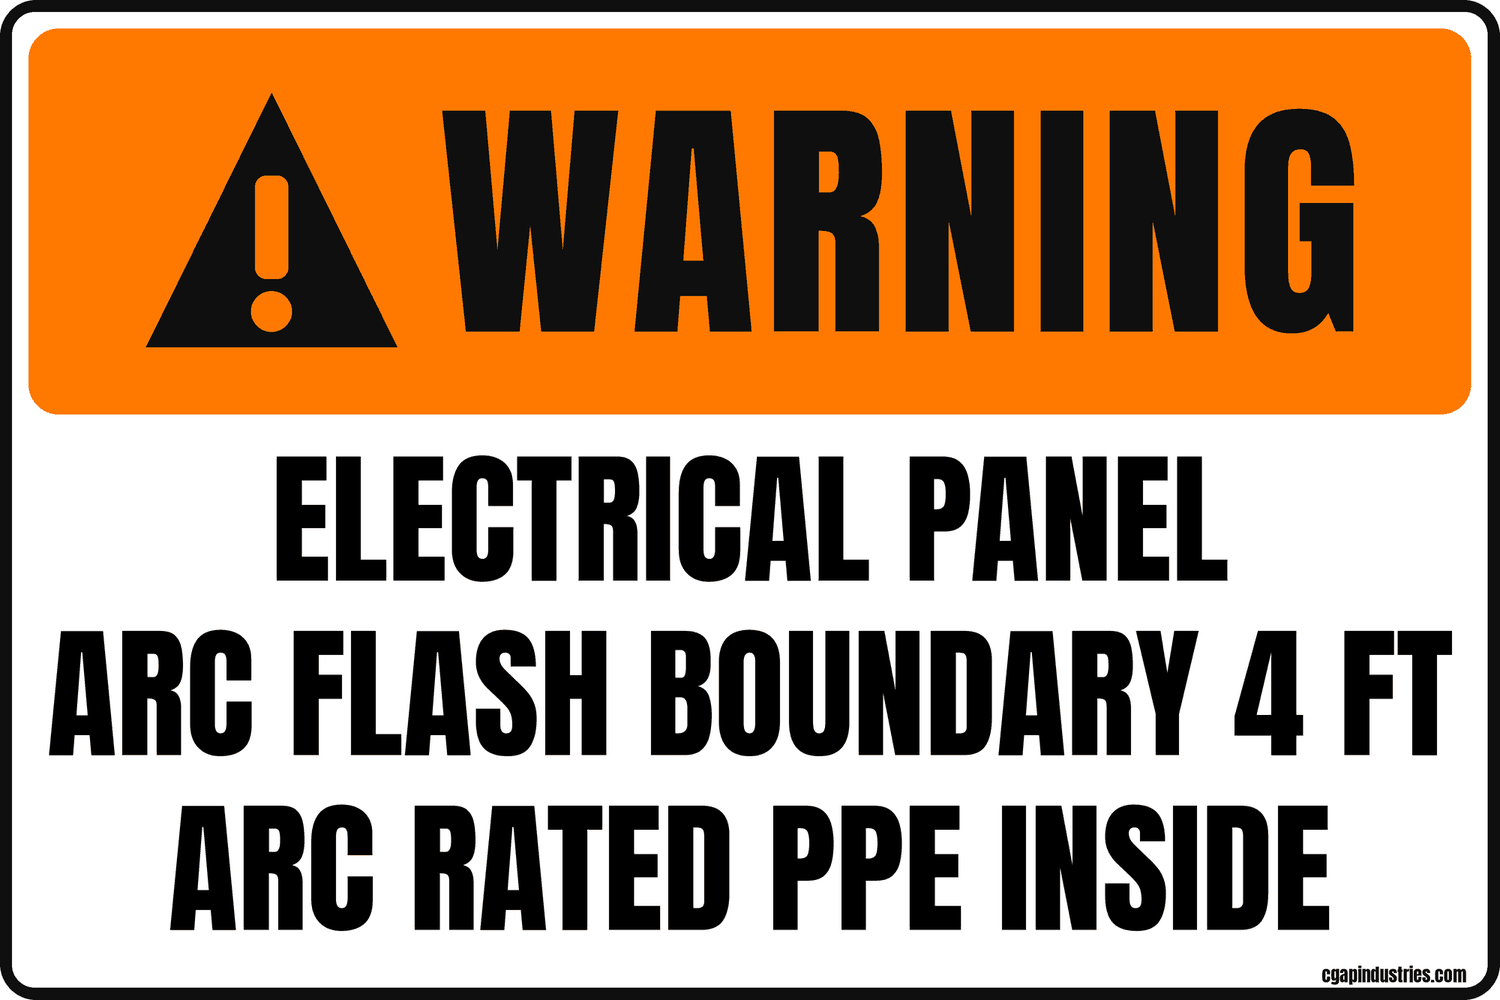 WARNING
ELECTRICAL PANEL
ARC FLASH BOUNDARY 4 FT
ARC RATED PPE INSIDE
cgapindustries.com